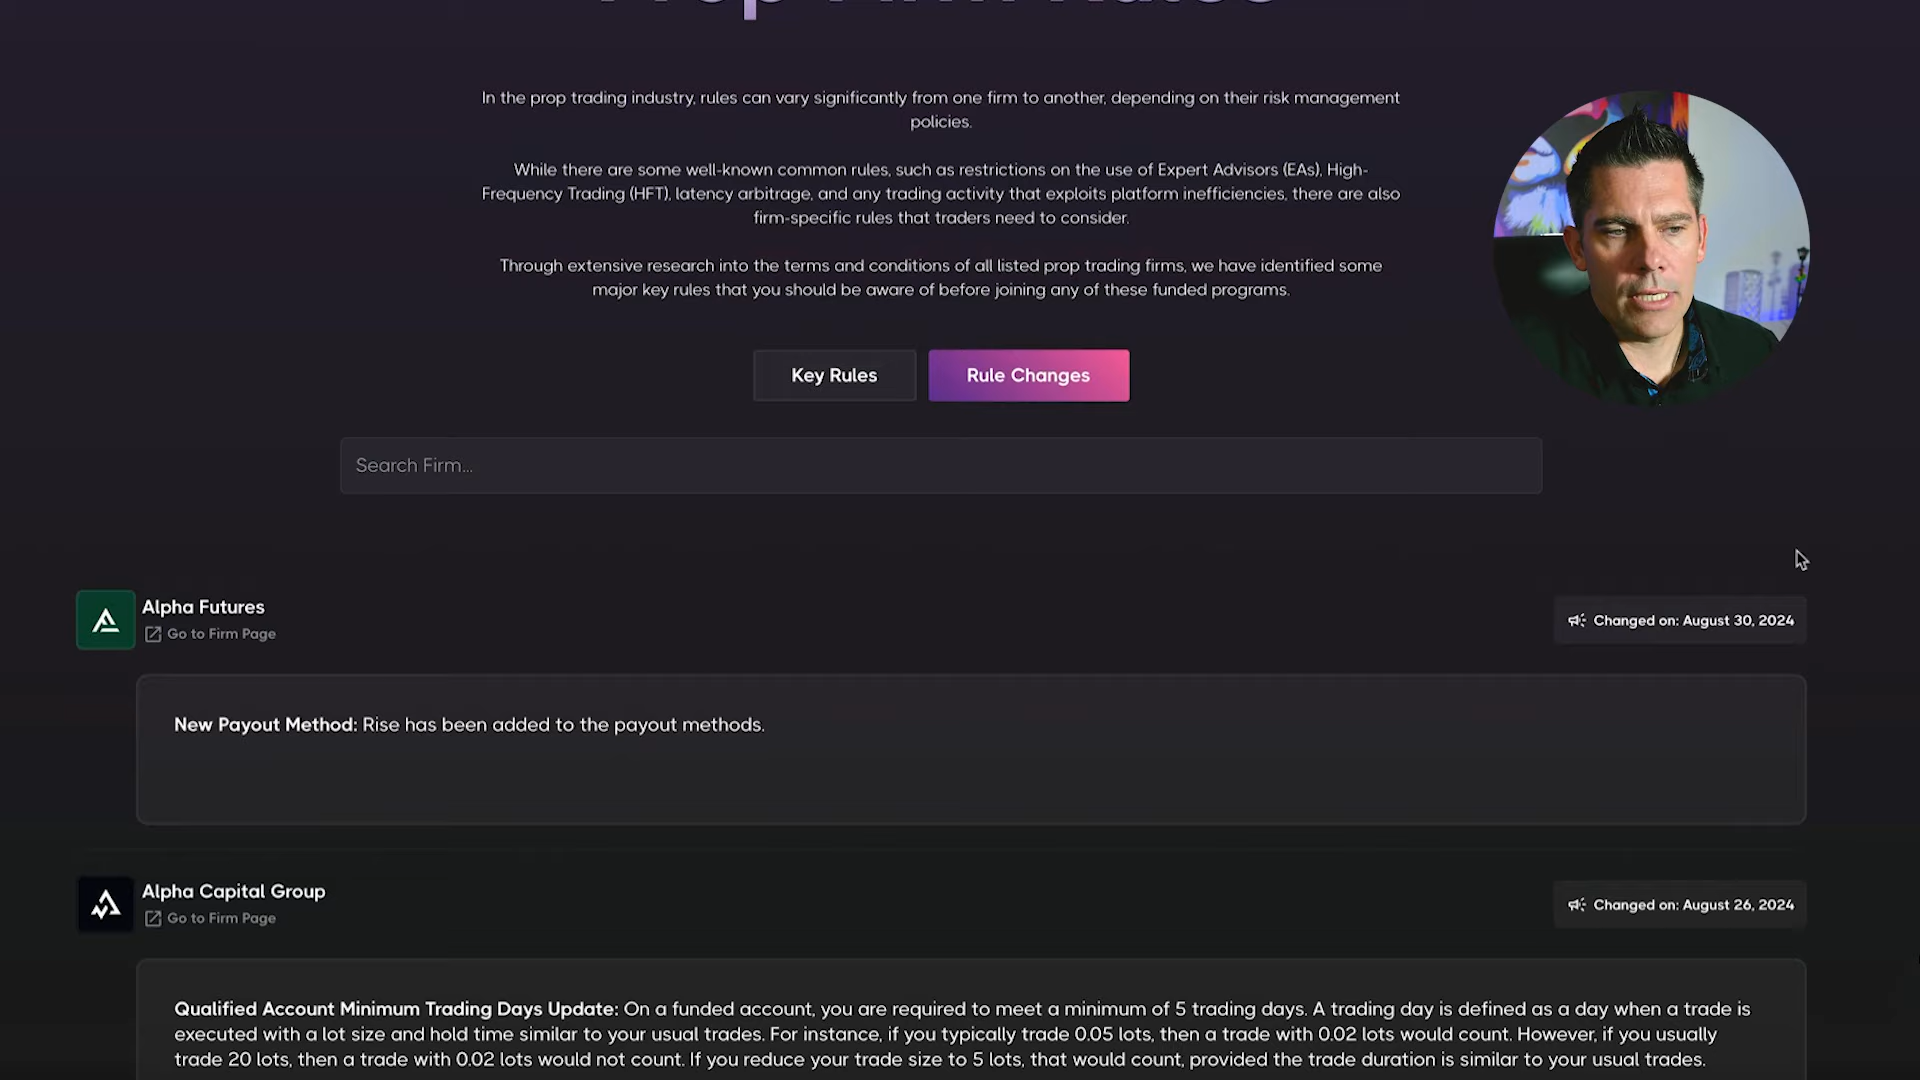 Prop Firm Rules
In the prop trading industry, rules can vary significantly from one firm to another, depending on their risk management
policies.
While there are some well-known common rules, such as restrictions on the use of Expert Advisors (EAs), High-
Frequency Trading (HFT), latency arbitrage, and any trading activity that exploits platform inefficiencies, there are also
firm-specific rules that traders need to consider.
Through extensive research into the terms and conditions of all listed prop trading firms, we have identified some
major key rules that you should be aware of before joining any of these funded programs.
Key Rules
Rule Changes
Search Firm...
Alpha Futures
Go to Firm Page
Changed on: August 30, 2024
New Payout Method: Rise has been added to the payout methods.
Alpha Capital Group
Go to Firm Page
Changed on: August 26, 2024
Qualified Account Minimum Trading Days Update: On a funded account, you are required to meet a minimum of 5 trading days. A trading day is defined as a day when a trade is
executed with a lot size and hold time similar to your usual trades. For instance, if you typically trade 0.05 lots, then a trade with 0.02 lots would count. However, if you usually
trade 20 lots, then a trade with 0.02 lots would not count. If you reduce your trade size to 5 lots, that would count, provided the trade duration is similar to your usual trades.